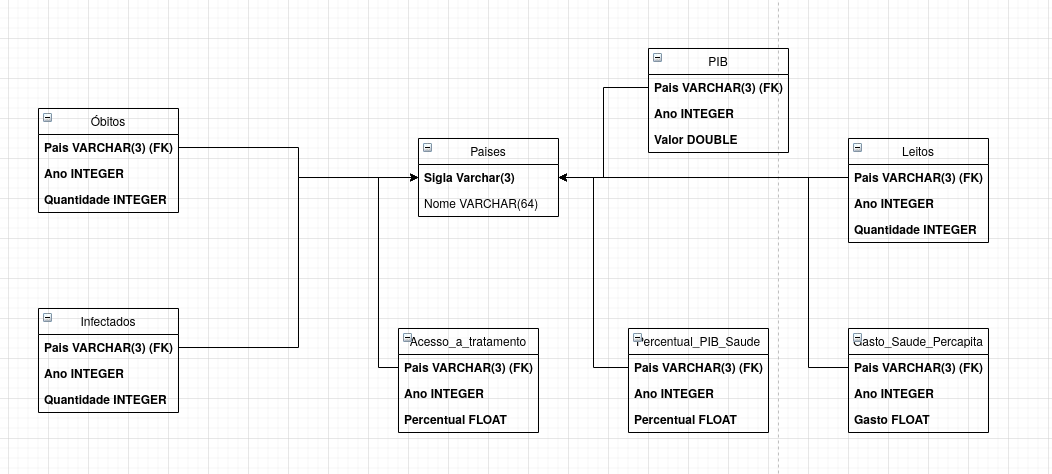 PIB
Pais VARCHAR(3) (FK)
Ano INTEGER
Valor DOUBLE
Óbitos
Pais VARCHAR(3) (FK)
Ano INTEGER
Quantidade INTEGER
Paises
Sigla Varchar(3)
Nome VARCHAR(64)
Leitos
Pais VARCHAR(3) (FK)
Ano INTEGER
Quantidade INTEGER
Infectados
Pais VARCHAR(3) (FK)
Ano INTEGER
Quantidade INTEGER
Acesso_a_tratamento
Pais VARCHAR(3) (FK)
Ano INTEGER
Percentual FLOAT
Percentual_PIB_Saude
Pais VARCHAR(3) (FK)
Ano INTEGER
Percentual FLOAT
Gasto_Saude_Percapita
Pais VARCHAR(3) (FK)
Ano INTEGER
Gasto FLOAT